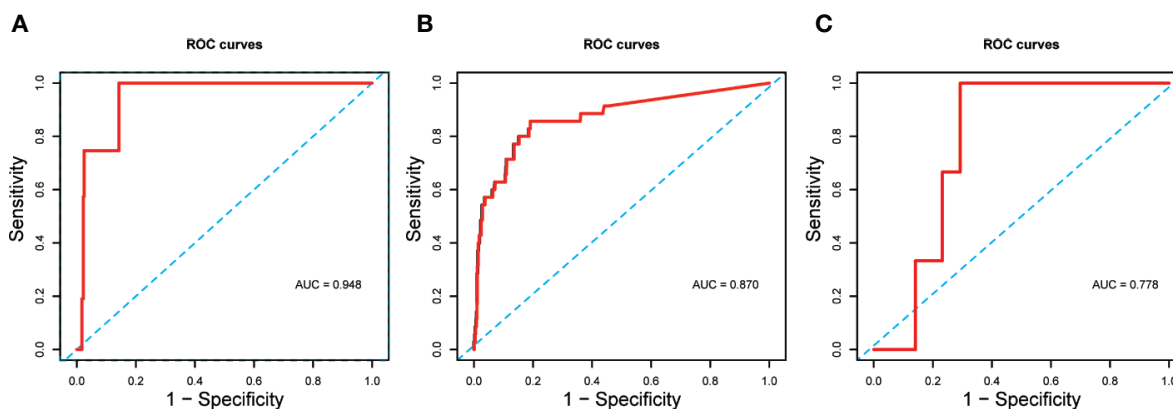 A
ROC curves
1.0
0.8
0.6
0.4
0.2
0.0
Sensitivity
AUC = 0.948
0.0 0.2 0.4 0.6 0.8 1.0
1 − Specificity
B
ROC curves
1.0
0.8
0.6
0.4
0.2
0.0
Sensitivity
AUC = 0.870
0.0 0.2 0.4 0.6 0.8 1.0
1 − Specificity
C
ROC curves
1.0
0.8
0.6
0.4
0.2
0.0
Sensitivity
AUC = 0.778
0.0 0.2 0.4 0.6 0.8 1.0
1 − Specificity